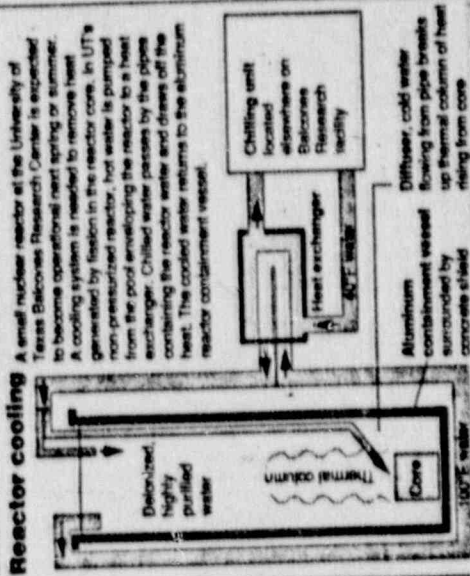 Reactor cooling
A small nuclear reactor at the University of
Texas Balcones Research Center is expected
to become operational next spring or summer.
A cooling system is needed to remove heat
generated by fission in the reactor core. In UT's
non-pressurized reactor, hot water is pumped
from the pool enveloping the reactor to a heat
exchanger. Chilled water passes by the pipes
containing the reactor water and draws off the
heat. The cooled water returns to the aluminum
reactor containment vessel.
Deionized,
highly
purified
water
Thermal column
Core
100°F water
Heat exchanger
40°F water
Chilling unit
located
elsewhere on
Balcones
Research
facility
Aluminum
containment vessel
surrounded by
concrete shield
Diffuser, cold water
flowing from pipe breaks
up thermal column of heat
rising from core